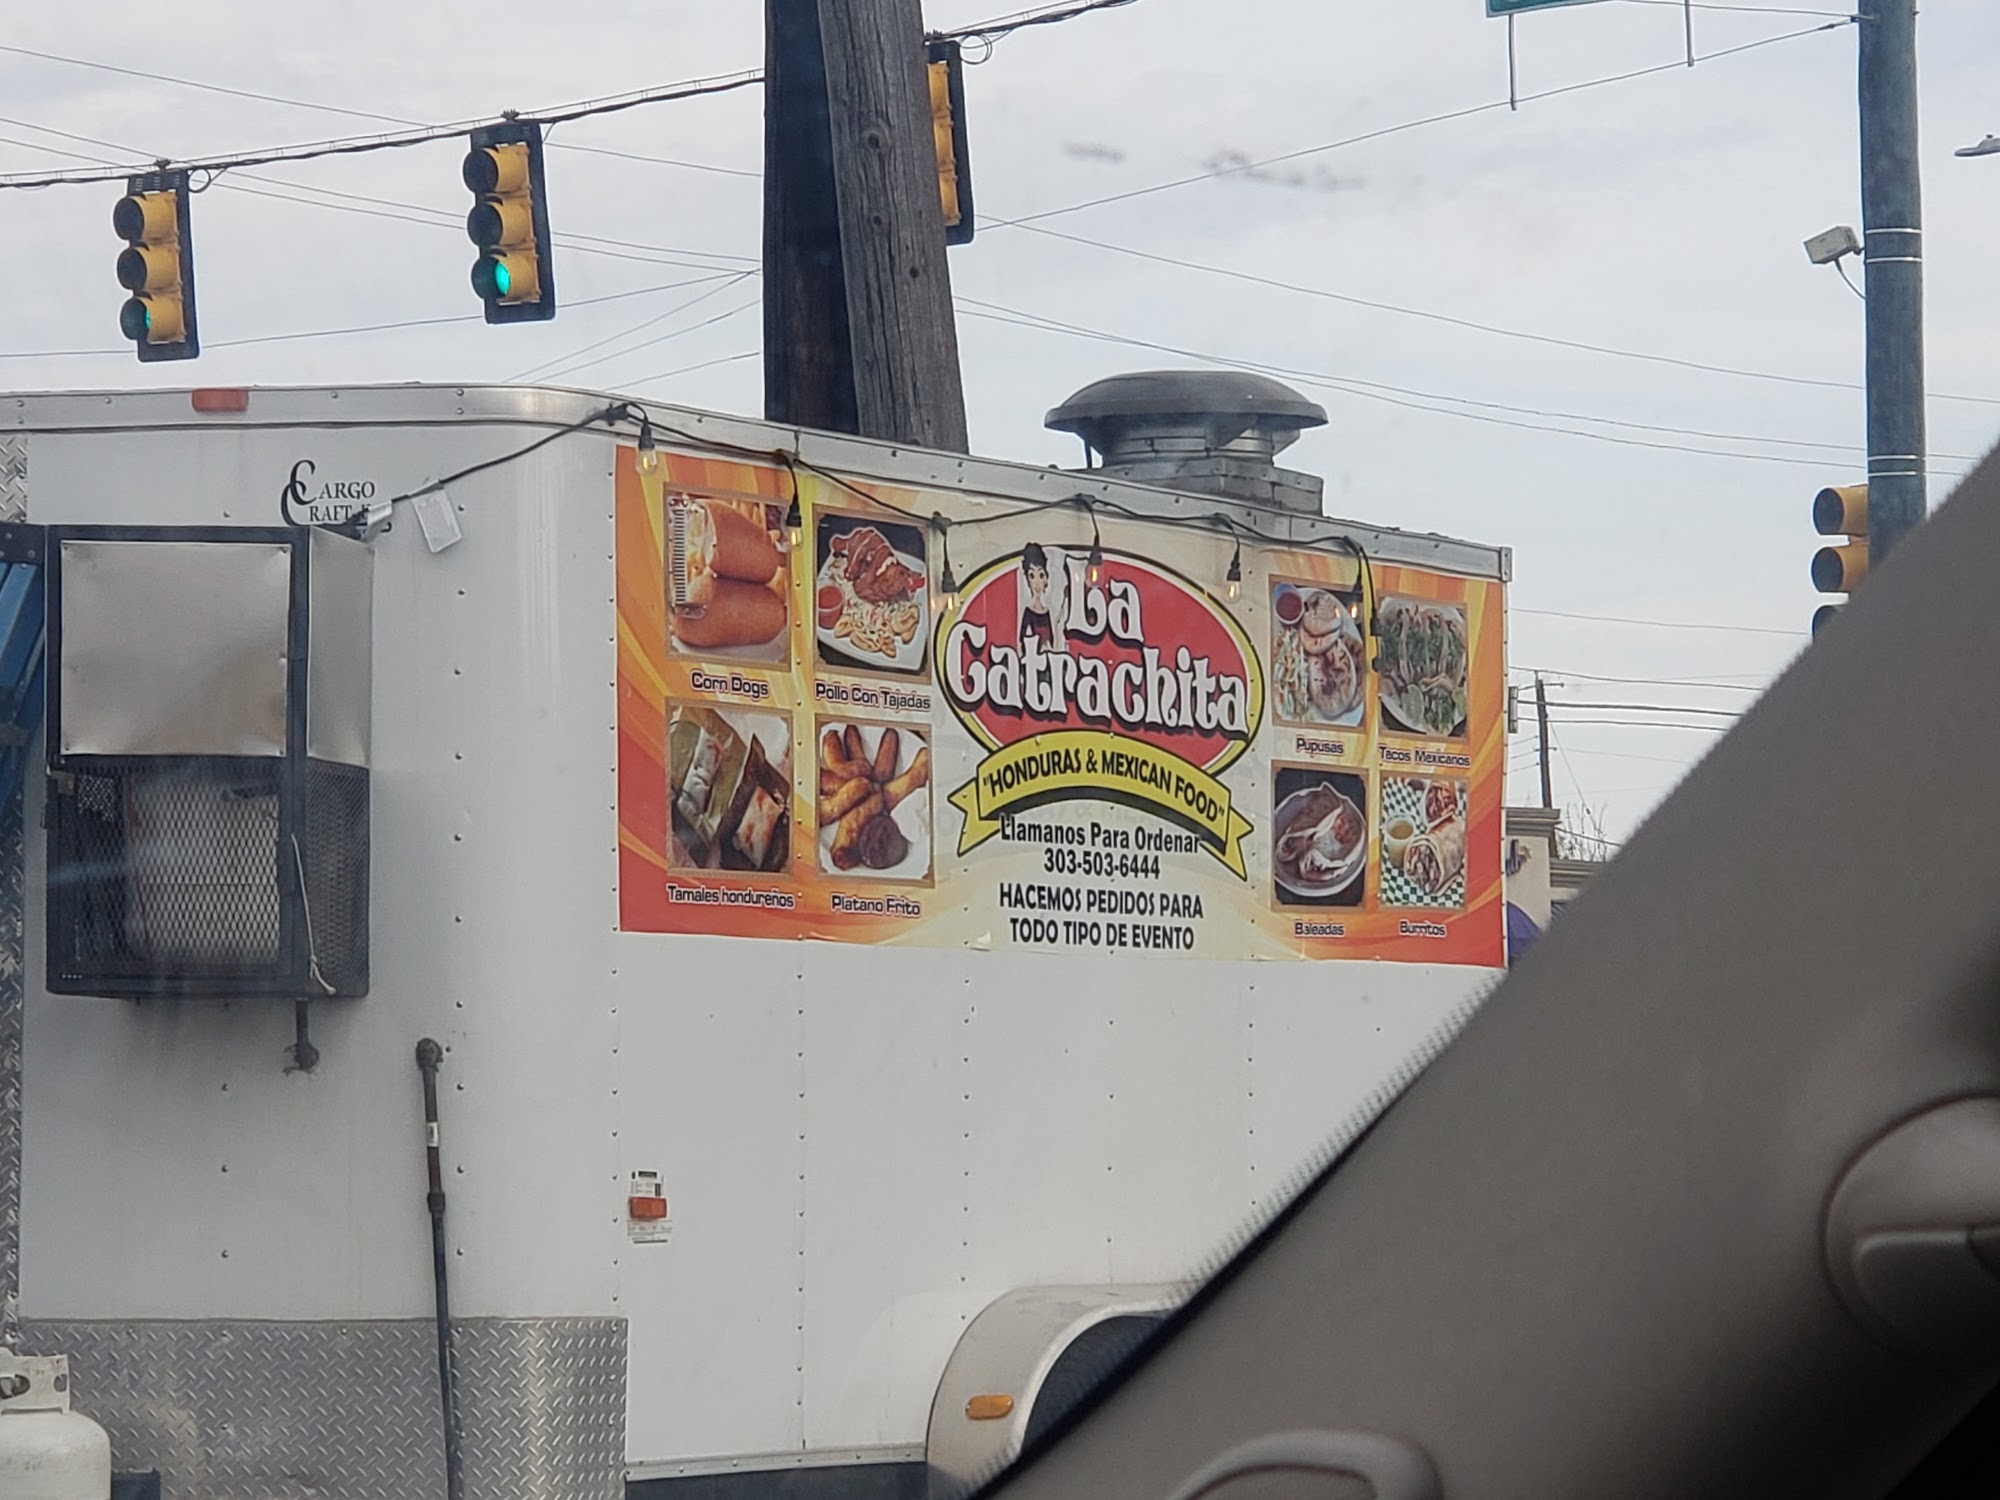 CARGO
CRAFT
Corn Dogs
Pollo Con Tajadas
Tamales hondureños
Platano Frito
La
Catrachita
"HONDURAS & MEXICAN FOOD"
Llamanos Para Ordenar
303-503-6444
HACEMOS PEDIDOS PARA
TODO TIPO DE EVENTO
Pupusas
Tacos Mexicanos
Baleadas
Burritos